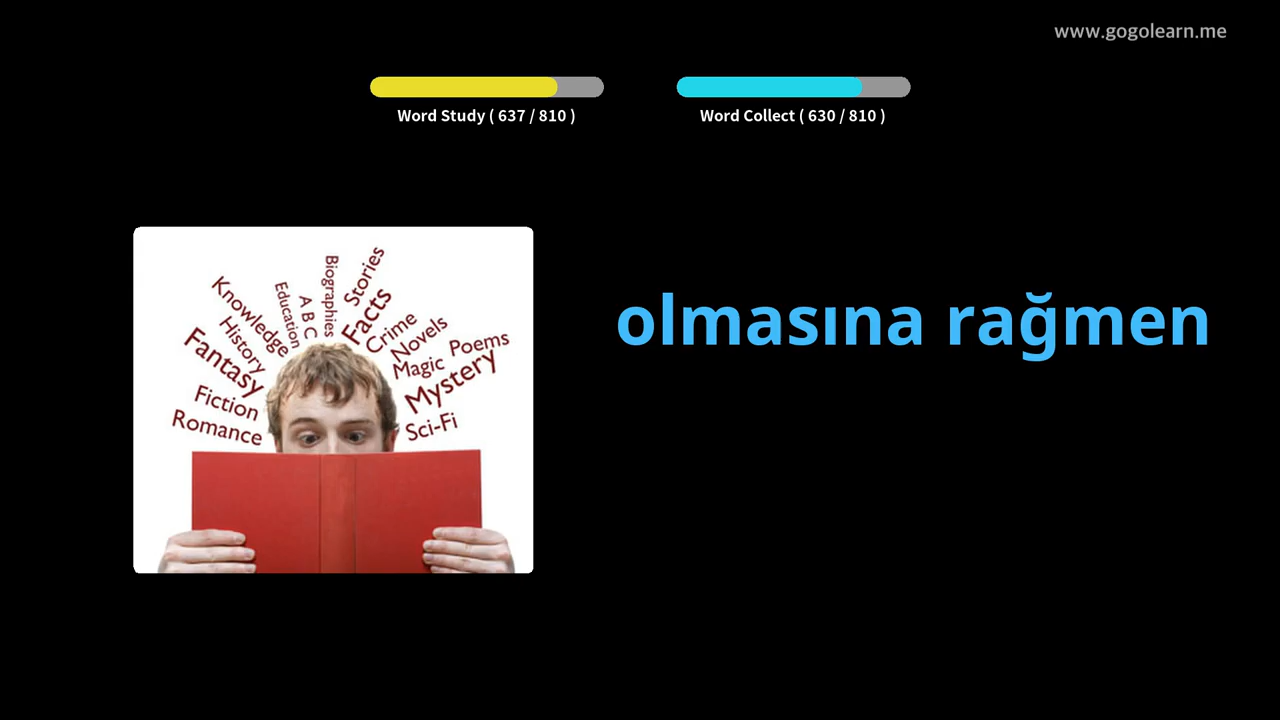 www.gogolearn.me
Word Study ( 637 / 810 )
Word Collect ( 630 / 810 )
olmasına rağmen
Biographies
Stories
Education
A B C
Facts
Knowledge
Crime
History
Novels
Fantasy
Magic
Poems
Mystery
Fiction
Romance
Sci-Fi